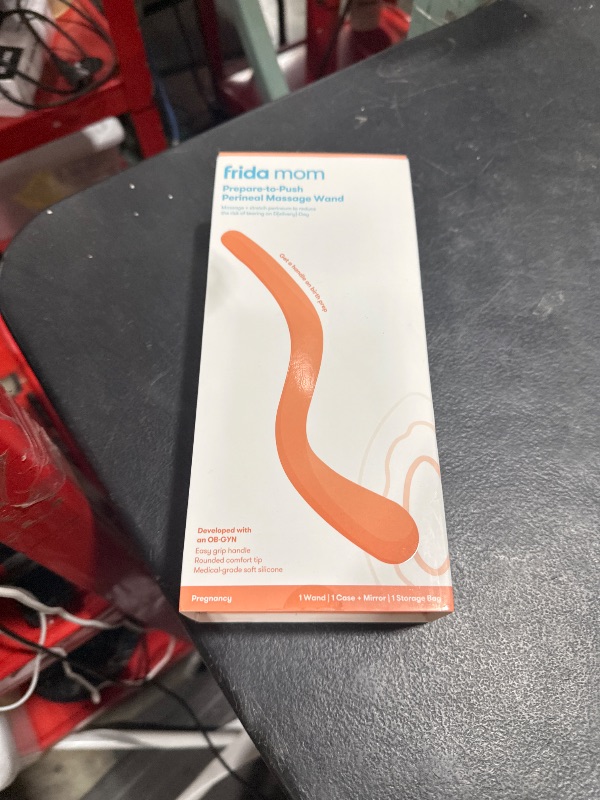 frida mom
Prepare-to-Push
Perineal Massage Wand
Massage + stretch perineum to reduce
the risk of tearing on (Delivery) Day
Get a handle on birth prep
Developed with
an OB-GYN
Easy grip handle
Rounded comfort tip
Medical-grade soft silicone
Pregnancy
1 Wand | 1 Case + Mirror | 1 Storage Bag